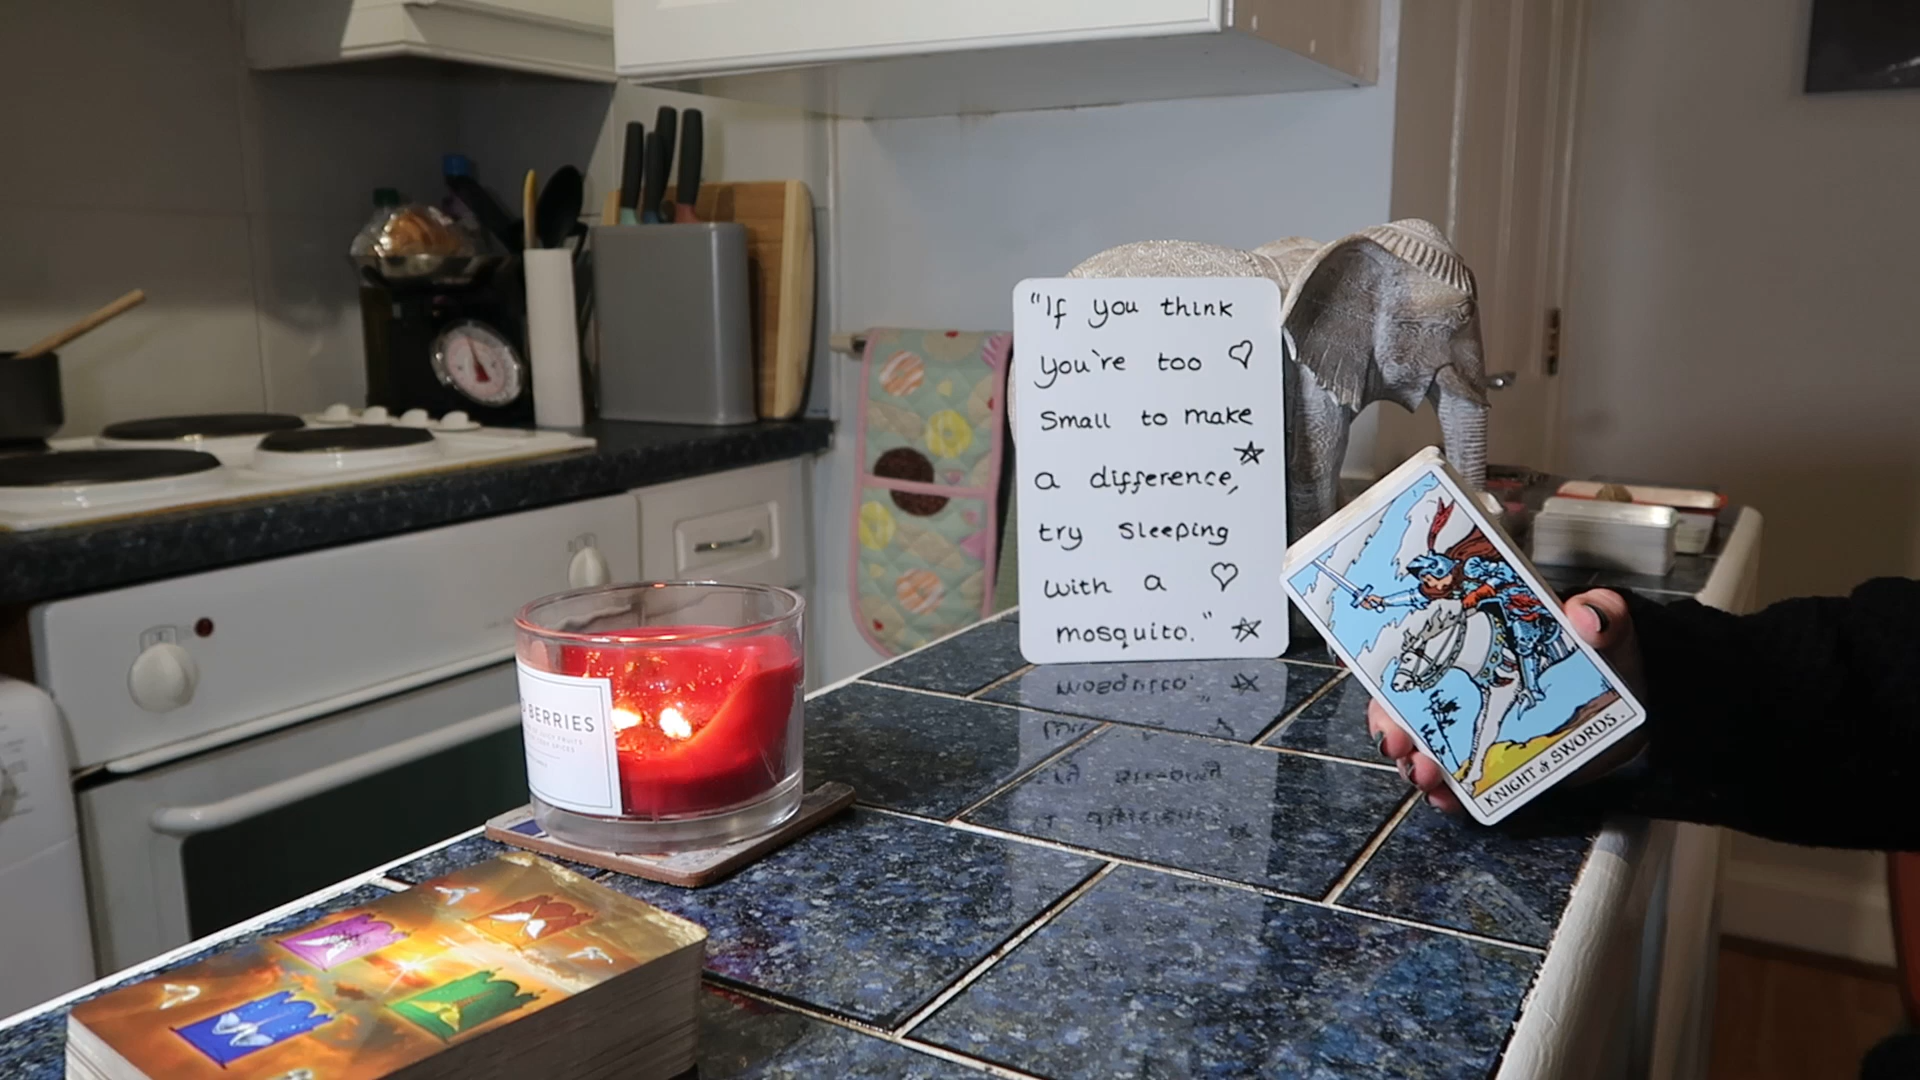 "If you think
you're too
small to make
a difference,
try sleeping
with a
mosquito."
BERRIES
KNIGHT of SWORDS.